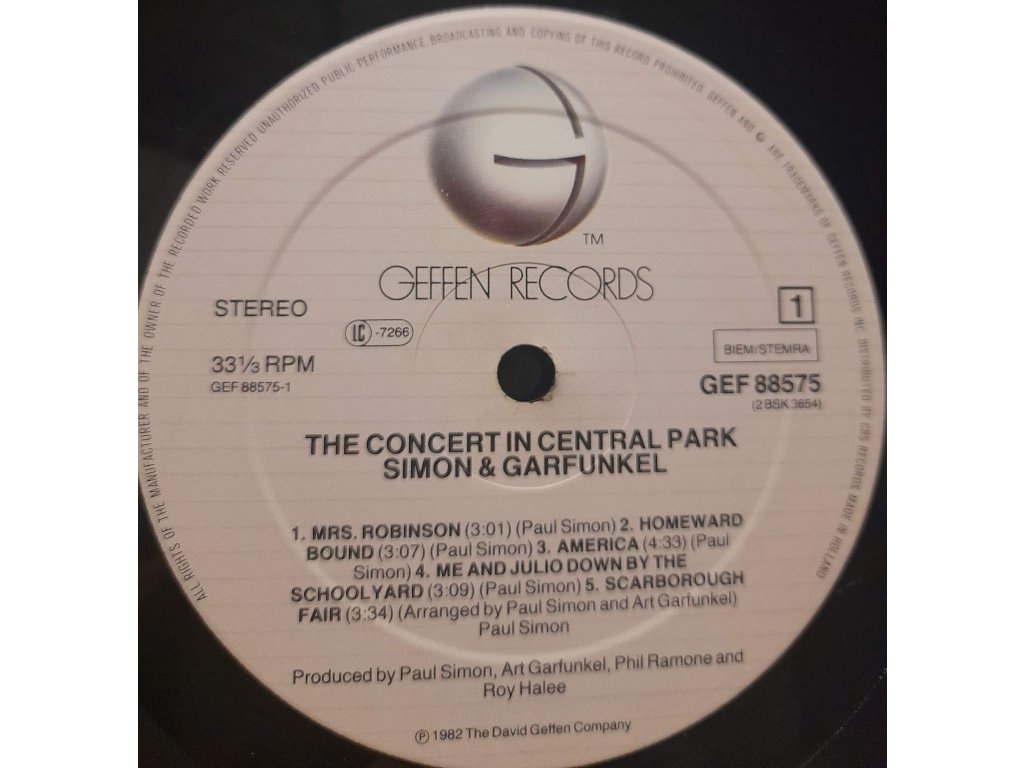 ALL RIGHTS OF THE MANUFACTURER AND OF THE OWNER OF THE RECORDED WORK RESERVED UNAUTHORIZED PUBLIC PERFORMANCE BROADCASTING AND COPYING OF THIS RECORD PROHIBITED. GEFFEN AND G ARE TRADEMARKS OF GEFFEN RECORDS INC. DISTRIBUTED BY CBS RECORDS MADE IN HOLLAND
TM
GEFFEN RECORDS
STEREO
1
LC -7266
BIEM/STEMRA
33⅓ RPM
GEF 88575
GEF 88575-1
(2 BSK 3654)
THE CONCERT IN CENTRAL PARK
SIMON & GARFUNKEL
1. MRS. ROBINSON (3:01) (Paul Simon) 2. HOMEWARD
BOUND (3:07) (Paul Simon) 3. AMERICA (4:33) (Paul
Simon) 4. ME AND JULIO DOWN BY THE
SCHOOLYARD (3:09) (Paul Simon) 5. SCARBOROUGH
FAIR (3:34) (Arranged by Paul Simon and Art Garfunkel)
Paul Simon
Produced by Paul Simon, Art Garfunkel, Phil Ramone and
Roy Halee
℗ 1982 The David Geffen Company